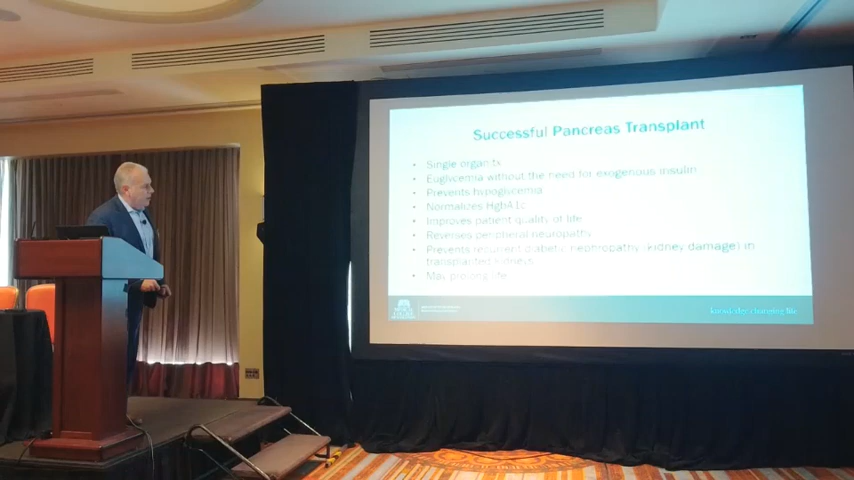 Successful Pancreas Transplant
• Single organ tx
• Euglycemia without the need for exogenous insulin
• Prevents hypoglycemia
• Normalizes HgbA1c
• Improves patient quality of life
• Reverses peripheral neuropathy
• Prevents recurrent diabetic nephropathy (kidney damage) in
transplanted kidneys
• May prolong life